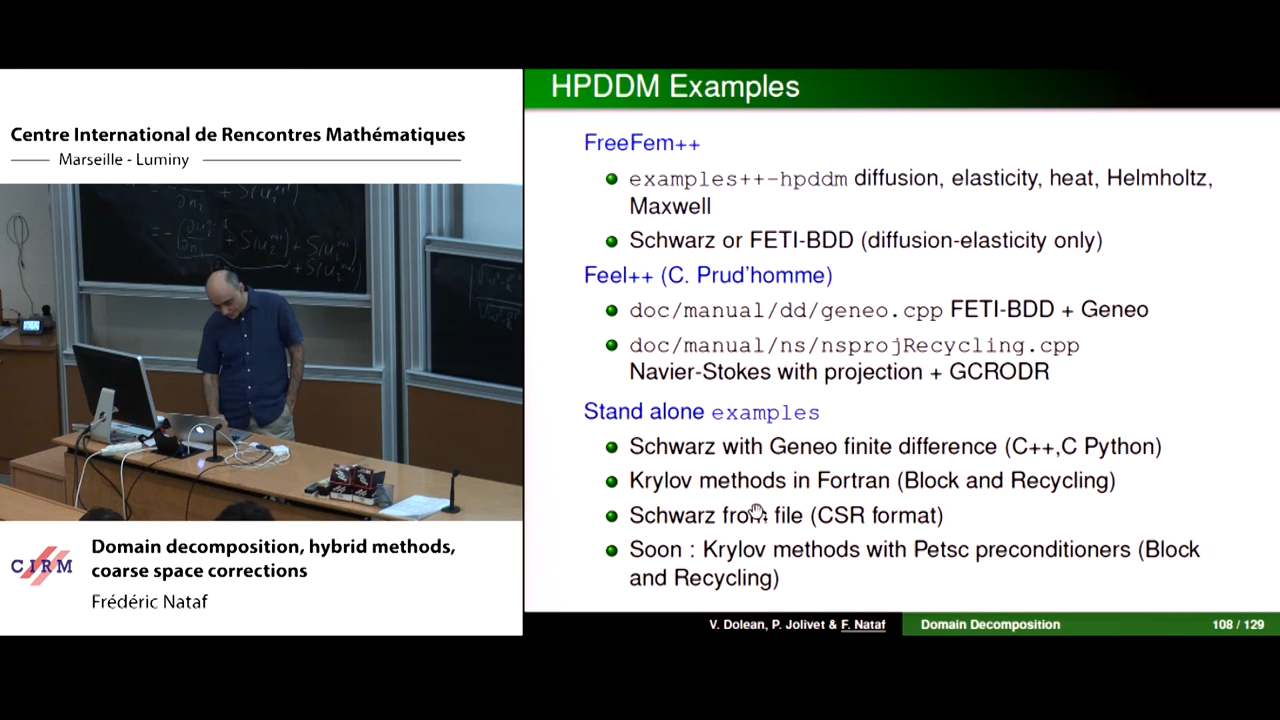 Centre International de Rencontres Mathématiques
Marseille - Luminy
CIRM
Domain decomposition, hybrid methods,
coarse space corrections
Frédéric Nataf
HPDDM Examples
FreeFem++
examples++-hpddm diffusion, elasticity, heat, Helmholtz,
Maxwell
Schwarz or FETI-BDD (diffusion-elasticity only)
Feel++ (C. Prud'homme)
doc/manual/dd/geneo.cpp FETI-BDD + Geneo
doc/manual/ns/nsprojRecycling.cpp
Navier-Stokes with projection + GCRODR
Stand alone examples
Schwarz with Geneo finite difference (C++,C Python)
Krylov methods in Fortran (Block and Recycling)
Schwarz from file (CSR format)
Soon : Krylov methods with Petsc preconditioners (Block
and Recycling)
V. Dolean, P. Jolivet & F. Nataf
Domain Decomposition
108 / 129